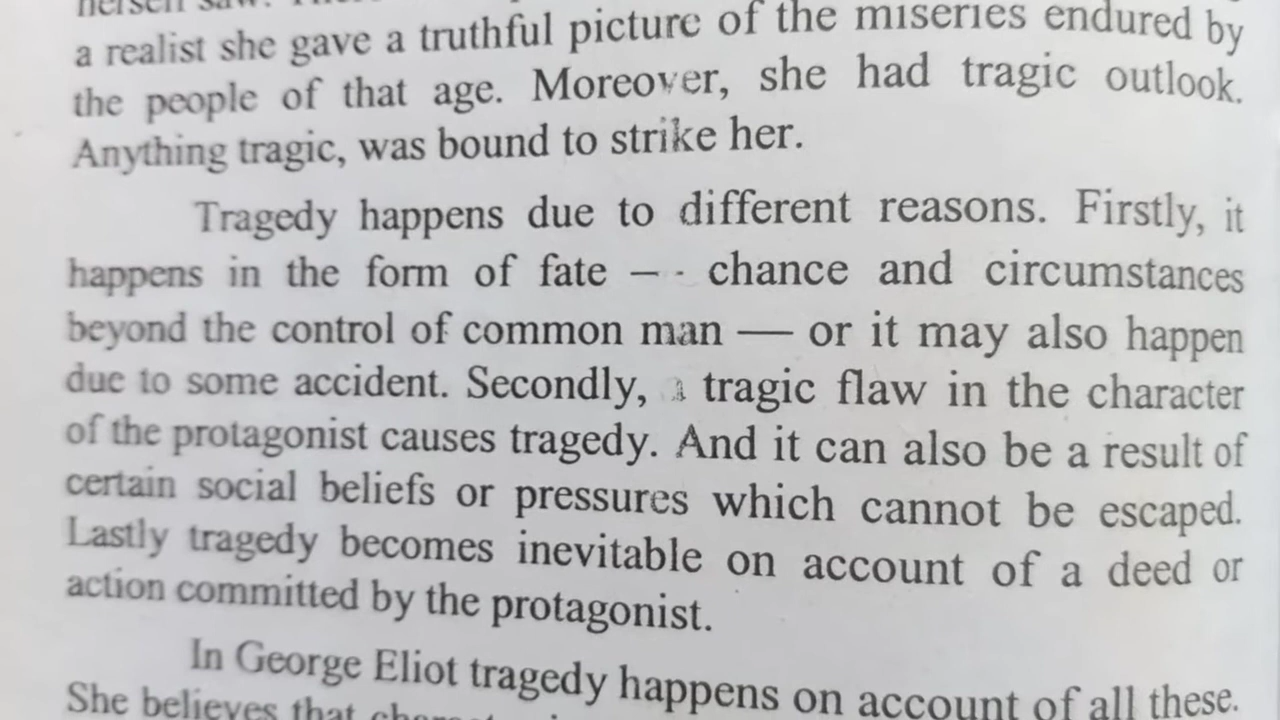 herself saw.
a realist she gave a truthful picture of the miseries endured by
the people of that age. Moreover, she had tragic outlook.
Anything tragic, was bound to strike her.
Tragedy happens due to different reasons. Firstly, it
happens in the form of fate — - chance and circumstances
beyond the control of common man — or it may also happen
due to some accident. Secondly, a tragic flaw in the character
of the protagonist causes tragedy. And it can also be a result of
certain social beliefs or pressures which cannot be escaped.
Lastly tragedy becomes inevitable on account of a deed or
action committed by the protagonist.
In George Eliot tragedy happens on account of all these.
She believes that